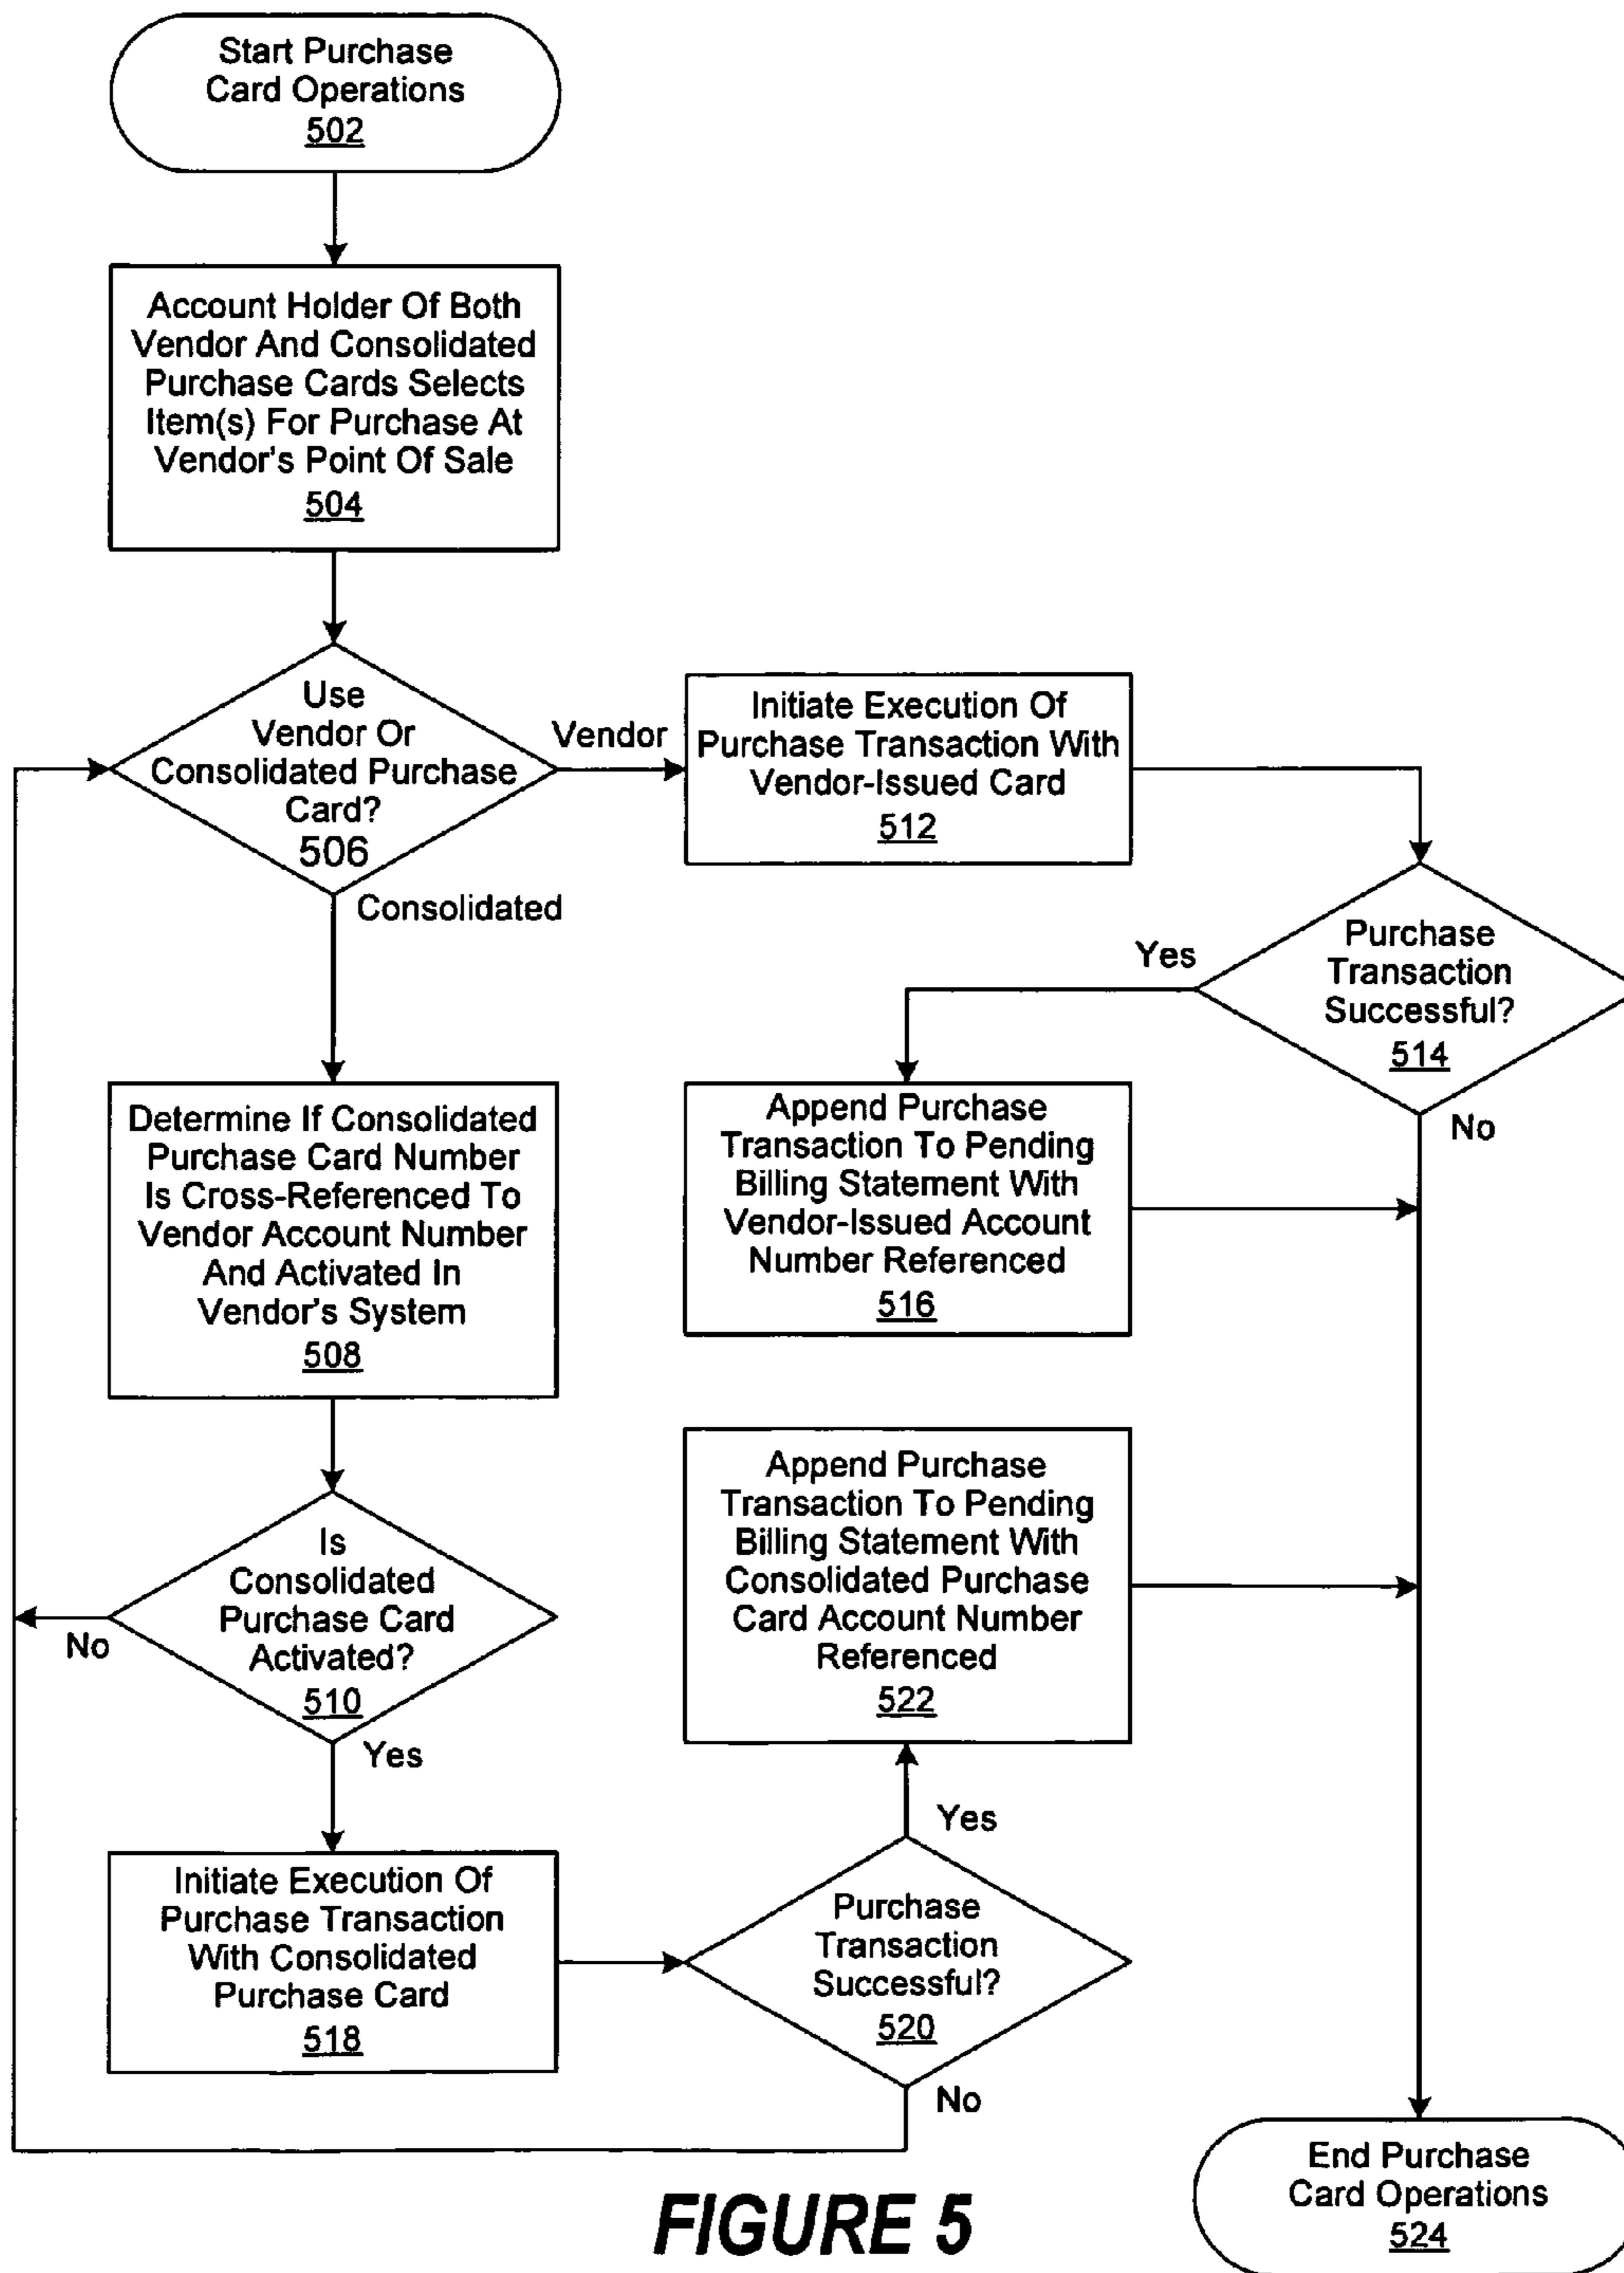 Start Purchase
Card Operations
502
Account Holder Of Both
Vendor And Consolidated
Purchase Cards Selects
Item(s) For Purchase At
Vendor's Point Of Sale
504
Use
Vendor Or
Consolidated Purchase
Card?
506
Vendor
Consolidated
Initiate Execution Of
Purchase Transaction With
Vendor-Issued Card
512
Purchase
Transaction
Successful?
514
Yes
No
Append Purchase
Transaction To Pending
Billing Statement With
Vendor-Issued Account
Number Referenced
516
Determine If Consolidated
Purchase Card Number
Is Cross-Referenced To
Vendor Account Number
And Activated In
Vendor's System
508
Is
Consolidated
Purchase Card
Activated?
510
No
Yes
Append Purchase
Transaction To Pending
Billing Statement With
Consolidated Purchase
Card Account Number
Referenced
522
Initiate Execution Of
Purchase Transaction
With Consolidated
Purchase Card
518
Yes
Purchase
Transaction
Successful?
520
No
End Purchase
Card Operations
524
FIGURE 5